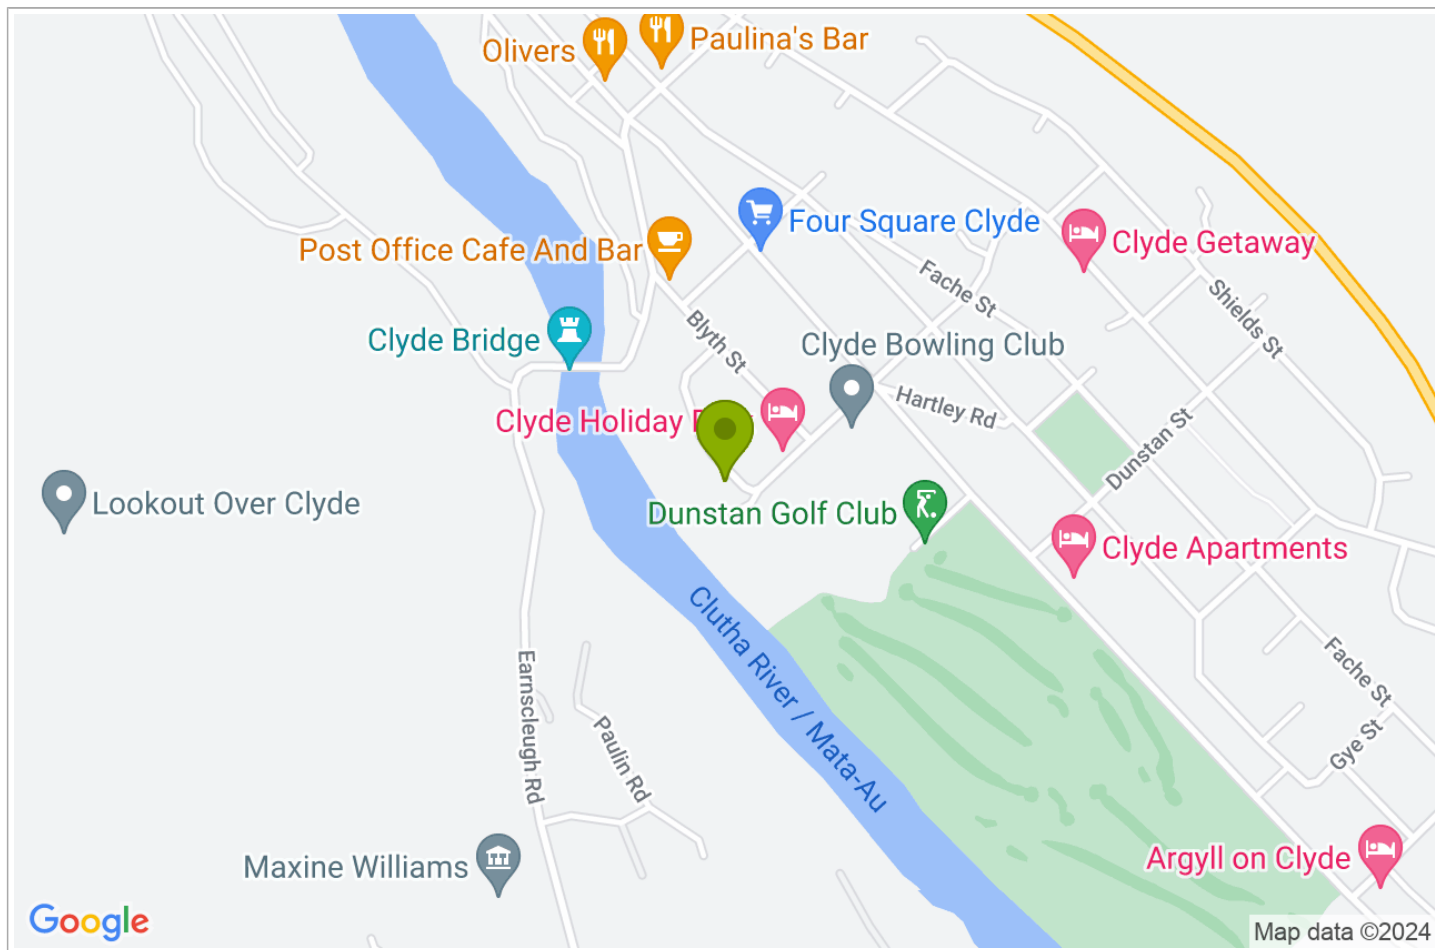 Olivers
Paulina's Bar
Four Square Clyde
Post Office Cafe And Bar
Clyde Getaway
Fache St
Shields St
Blyth St
Clyde Bridge
Clyde Bowling Club
Hartley Rd
Clyde Holiday
Dunstan St
Lookout Over Clyde
Dunstan Golf Club
Clyde Apartments
Clutha River / Mata-Au
Earnscleugh Rd
Paulin Rd
Fache St
Gye St
Maxine Williams
Argyll on Clyde
Google
Map data ©2024